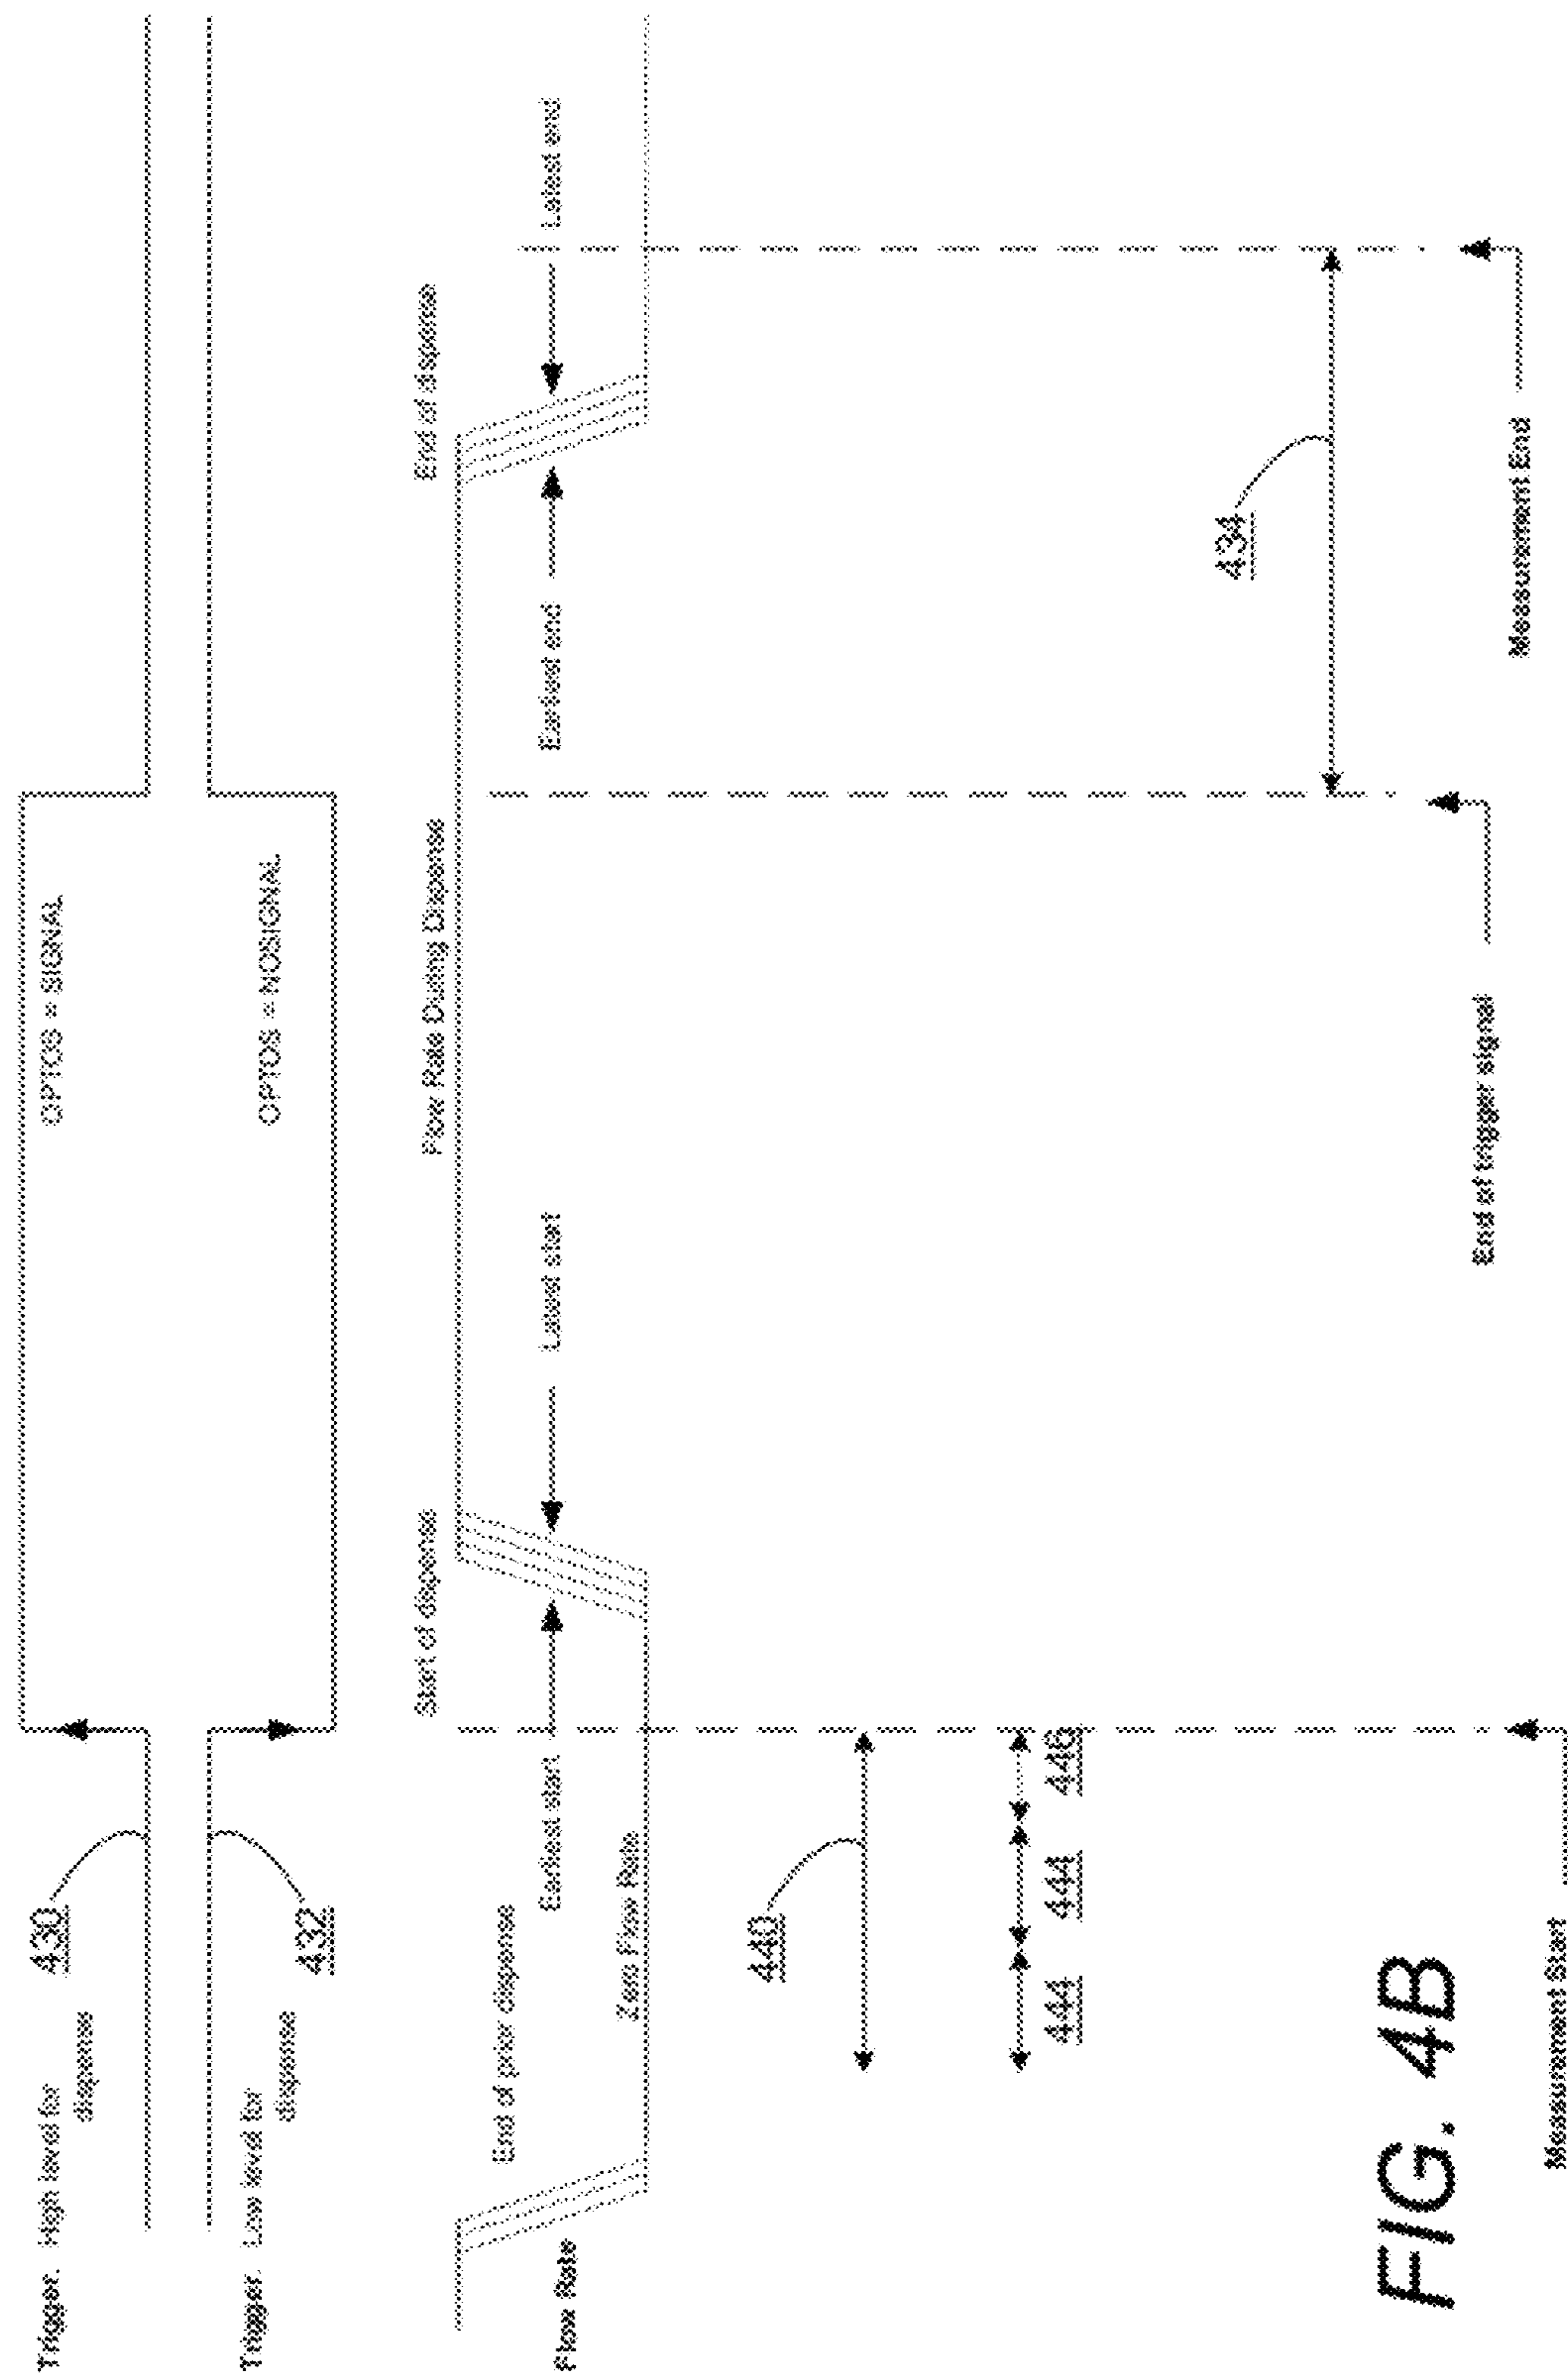 Trigger. High level for
dispense
430
OPTOS = SIGNAL
Trigger. Low level for
dispense
432
OPTOS = NOSIGNAL
Start of dispense
Flow Rate During Dispense
End of dispense
End of prior dispense
Flow Rate
Earliest start
Latest start
Earliest end
Latest end
Zero Flow Rate
440
444
444
446
434
FIG. 4B
End of trigger signal
Measurement End
Measurement Start